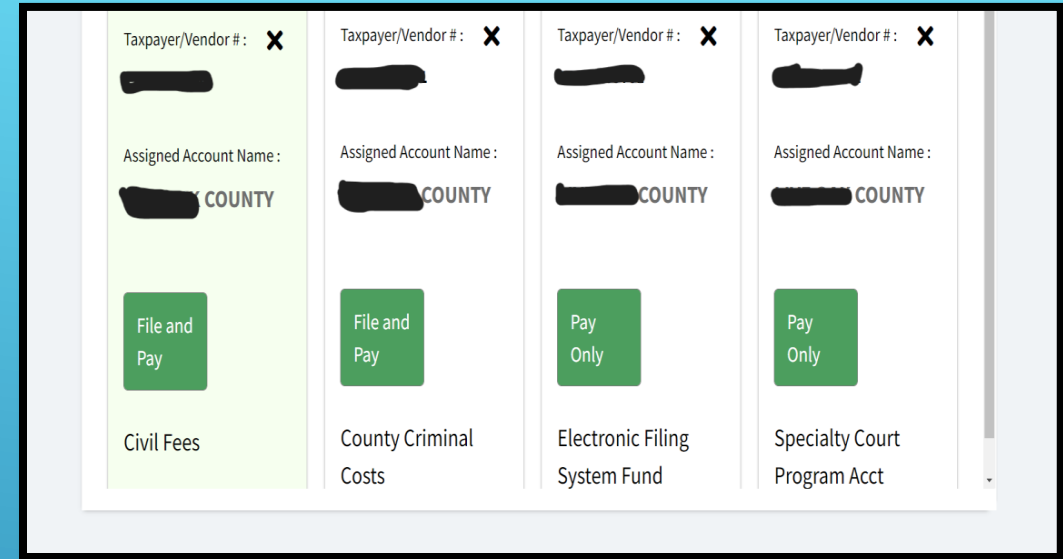 Taxpayer/Vendor # :
Assigned Account Name :
COUNTY
File and
Pay
Civil Fees
Taxpayer/Vendor # :
Assigned Account Name :
COUNTY
File and
Pay
County Criminal
Costs
Taxpayer/Vendor # :
Assigned Account Name :
COUNTY
Pay
Only
Electronic Filing
System Fund
Taxpayer/Vendor # :
Assigned Account Name :
COUNTY
Pay
Only
Specialty Court
Program Acct